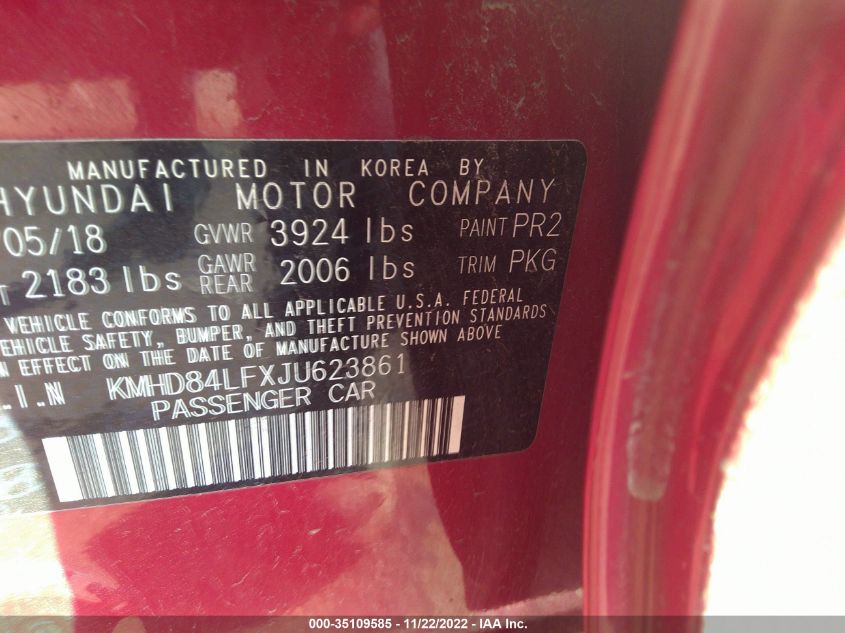 MANUFACTURED IN KOREA BY
HYUNDAI MOTOR COMPANY
05/18 GVWR 3924 lbs PAINT PR2
T 2183 lbs GAWR REAR 2006 lbs TRIM PKG
VEHICLE CONFORMS TO ALL APPLICABLE U.S.A. FEDERAL
VEHICLE SAFETY, BUMPER, AND THEFT PREVENTION STANDARDS
IN EFFECT ON THE DATE OF MANUFACTURE SHOWN ABOVE
.I.N KMHD84LFXJU623861
PASSENGER CAR
000-35109585 - 11/22/2022 - IAA Inc.